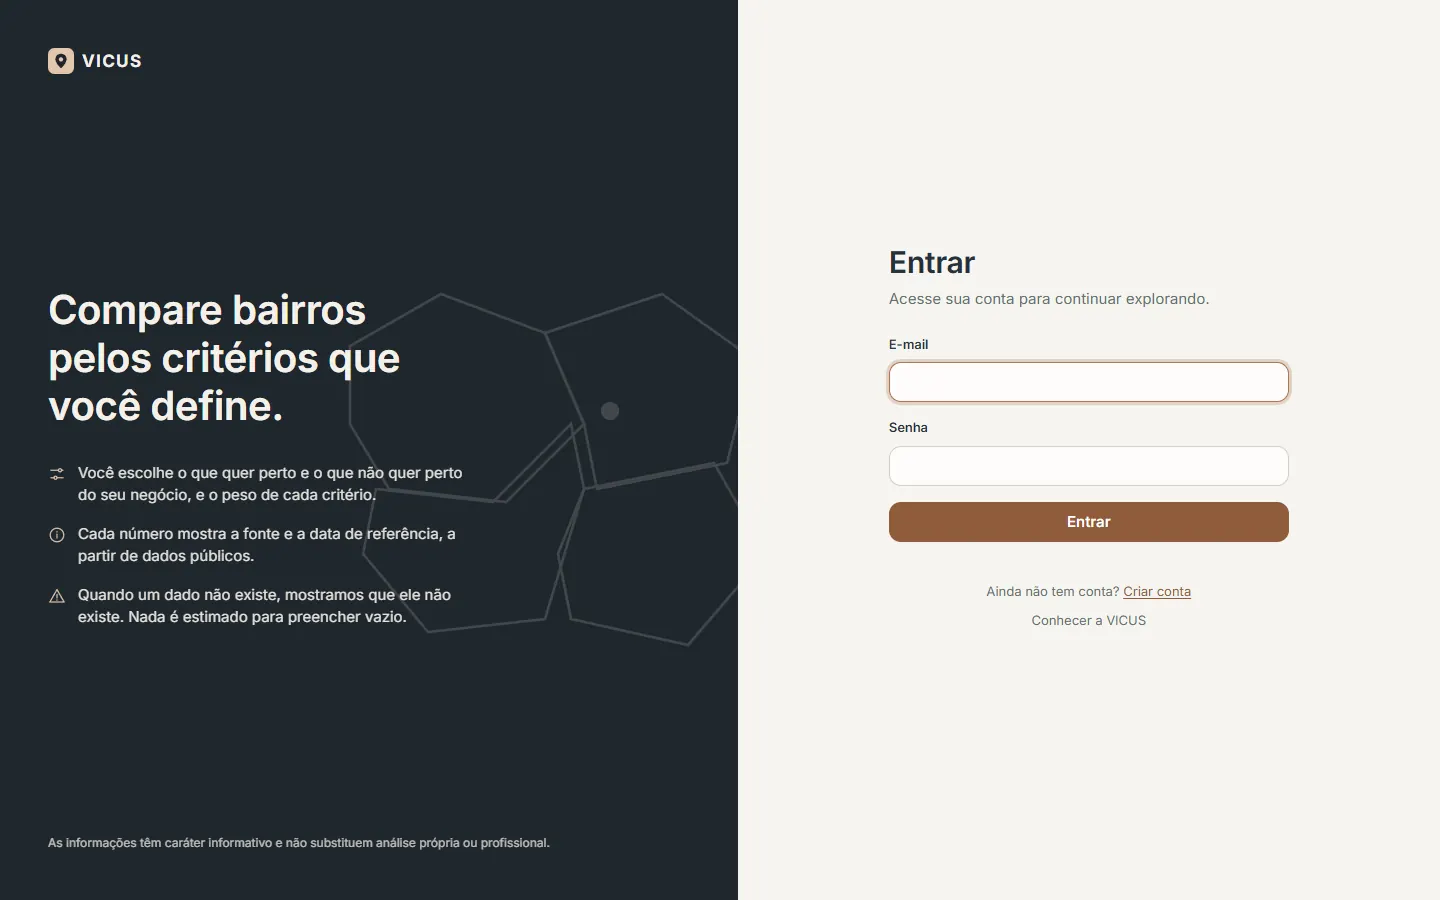 VICUS
Compare bairros
pelos critérios que
você define.
Você escolhe o que quer perto e o que não quer perto
do seu negócio, e o peso de cada critério.
Cada número mostra a fonte e a data de referência, a
partir de dados públicos.
Quando um dado não existe, mostramos que ele não
existe. Nada é estimado para preencher vazio.
As informações têm caráter informativo e não substituem análise própria ou profissional.
Entrar
Acesse sua conta para continuar explorando.
E-mail
Senha
Entrar
Ainda não tem conta? Criar conta
Conhecer a VICUS